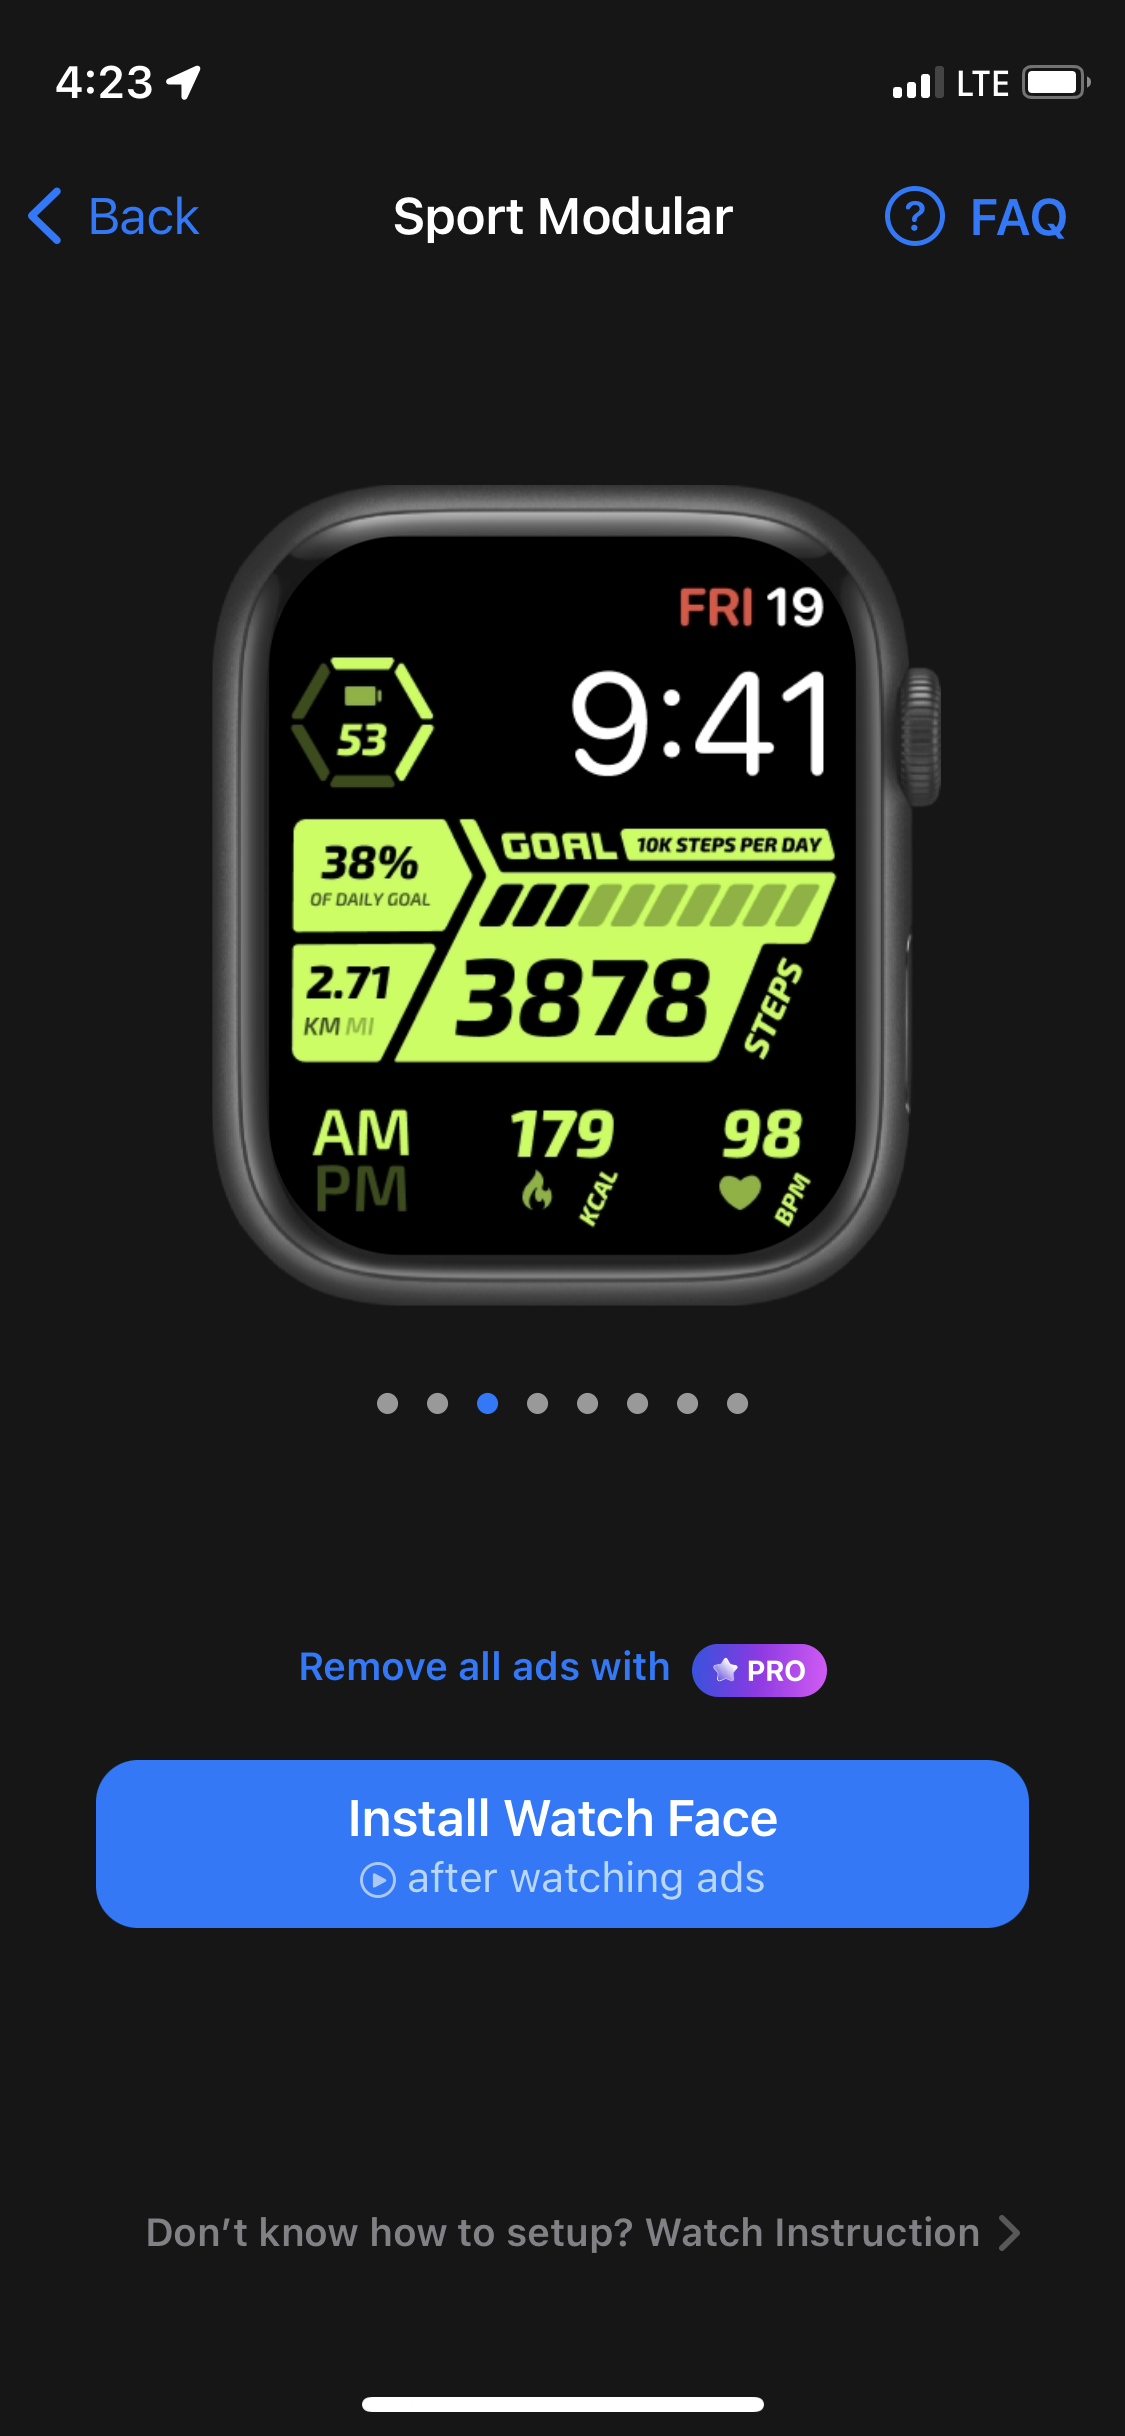 4:23
LTE
Back
Sport Modular
? FAQ
FRI 19
53
9:41
38%
OF DAILY GOAL
GOAL
10K STEPS PER DAY
2.71
KM MI
3878
STEPS
AM
PM
179
KCAL
98
BPM
Remove all ads with PRO
Install Watch Face
after watching ads
Don't know how to setup? Watch Instruction